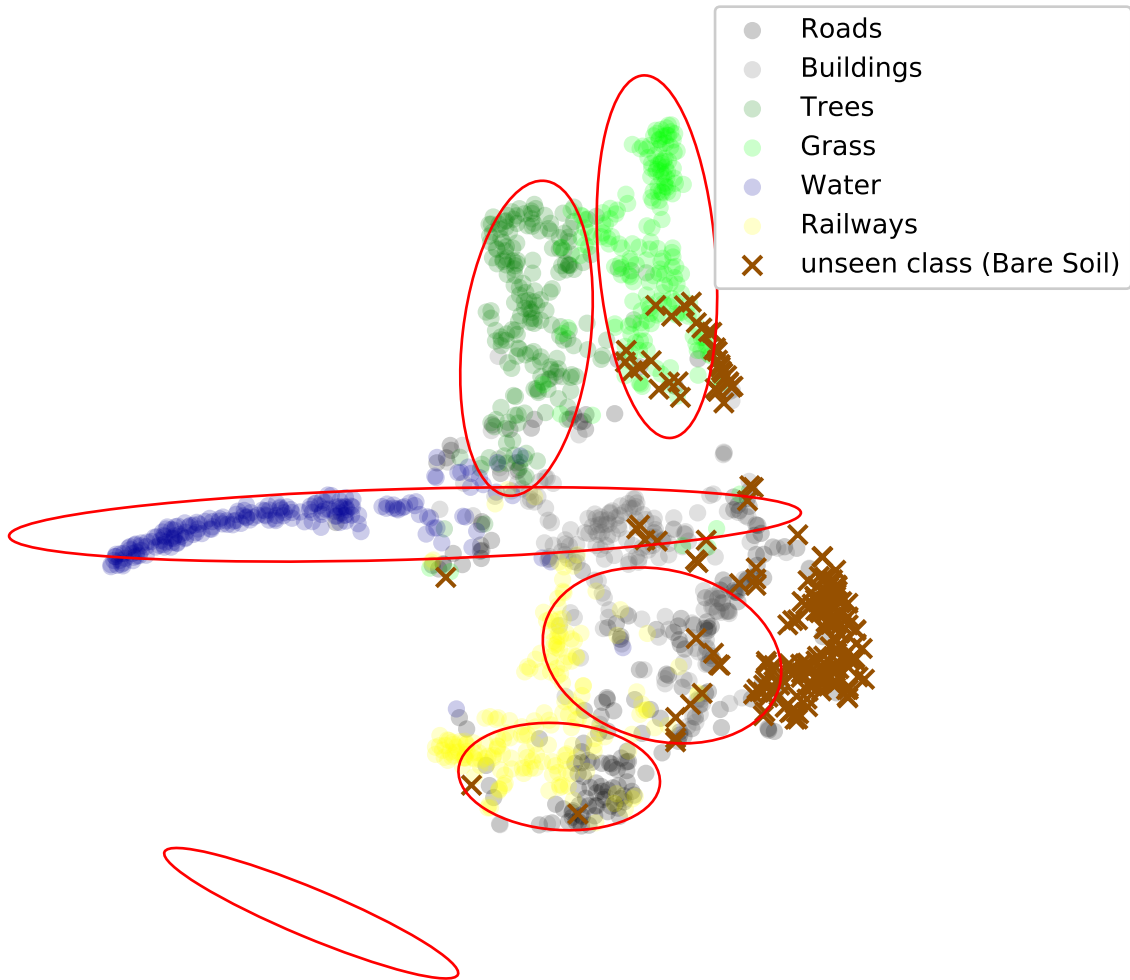 Roads
Buildings
Trees
Grass
Water
Railways
unseen class (Bare Soil)